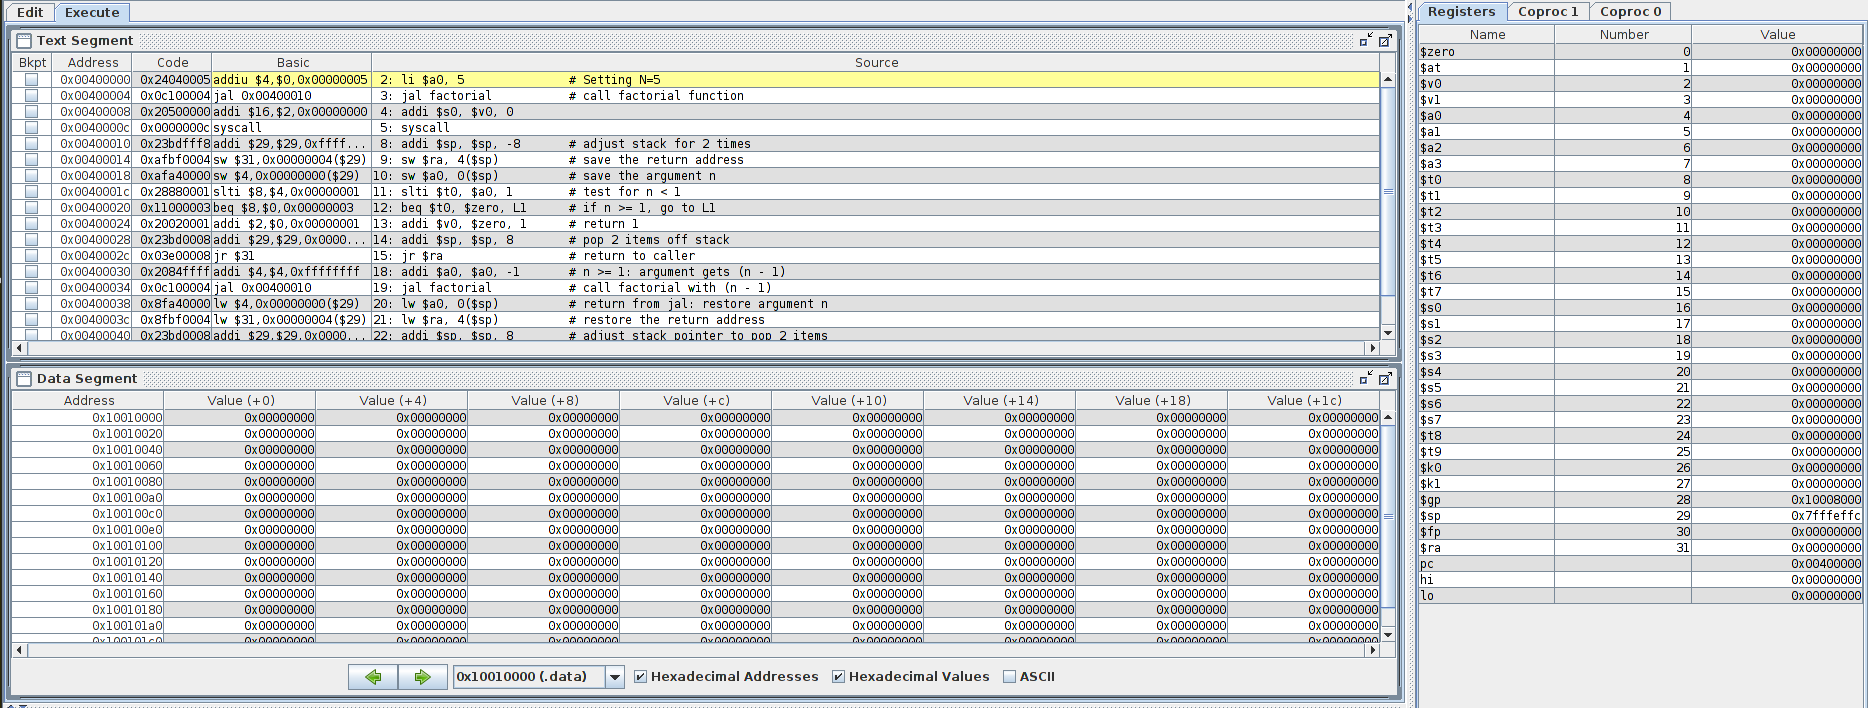 Edit Execute
Text Segment
Bkpt Address Code Basic Source
0x00400000 0x24040005 addiu $4,$0,0x00000005 2: li $a0, 5 # Setting N=5
0x00400004 0x0c100004 jal 0x00400010 3: jal factorial # call factorial function
0x00400008 0x20500000 addi $16,$2,0x00000000 4: addi $s0, $v0, 0
0x0040000c 0x0000000c syscall 5: syscall
0x00400010 0x23bdfff8 addi $29,$29,0xffff... 8: addi $sp, $sp, -8 # adjust stack for 2 times
0x00400014 0xafbf0004 sw $31,0x00000004($29) 9: sw $ra, 4($sp) # save the return address
0x00400018 0xafa40000 sw $4,0x00000000($29) 10: sw $a0, 0($sp) # save the argument n
0x0040001c 0x28880001 slti $8,$4,0x00000001 11: slti $t0, $a0, 1 # test for n < 1
0x00400020 0x11000003 beq $8,$0,0x00000003 12: beq $t0, $zero, L1 # if n >= 1, go to L1
0x00400024 0x20020001 addi $2,$0,0x00000001 13: addi $v0, $zero, 1 # return 1
0x00400028 0x23bd0008 addi $29,$29,0x0000... 14: addi $sp, $sp, 8 # pop 2 items off stack
0x0040002c 0x03e00008 jr $31 15: jr $ra # return to caller
0x00400030 0x2084ffff addi $4,$4,0xffffffff 18: addi $a0, $a0, -1 # n >= 1: argument gets (n - 1)
0x00400034 0x0c100004 jal 0x00400010 19: jal factorial # call factorial with (n - 1)
0x00400038 0x8fa40000 lw $4,0x00000000($29) 20: lw $a0, 0($sp) # return from jal: restore argument n
0x0040003c 0x8fbf0004 lw $31,0x00000004($29) 21: lw $ra, 4($sp) # restore the return address
0x00400040 0x23bd0008 addi $29,$29,0x0000... 22: addi $sp, $sp, 8 # adjust stack pointer to pop 2 items
Data Segment
Address Value (+0) Value (+4) Value (+8) Value (+c) Value (+10) Value (+14) Value (+18) Value (+1c)
0x10010000 0x00000000 0x00000000 0x00000000 0x00000000 0x00000000 0x00000000 0x00000000 0x00000000
0x10010020 0x00000000 0x00000000 0x00000000 0x00000000 0x00000000 0x00000000 0x00000000 0x00000000
0x10010040 0x00000000 0x00000000 0x00000000 0x00000000 0x00000000 0x00000000 0x00000000 0x00000000
0x10010060 0x00000000 0x00000000 0x00000000 0x00000000 0x00000000 0x00000000 0x00000000 0x00000000
0x10010080 0x00000000 0x00000000 0x00000000 0x00000000 0x00000000 0x00000000 0x00000000 0x00000000
0x100100a0 0x00000000 0x00000000 0x00000000 0x00000000 0x00000000 0x00000000 0x00000000 0x00000000
0x100100c0 0x00000000 0x00000000 0x00000000 0x00000000 0x00000000 0x00000000 0x00000000 0x00000000
0x100100e0 0x00000000 0x00000000 0x00000000 0x00000000 0x00000000 0x00000000 0x00000000 0x00000000
0x10010100 0x00000000 0x00000000 0x00000000 0x00000000 0x00000000 0x00000000 0x00000000 0x00000000
0x10010120 0x00000000 0x00000000 0x00000000 0x00000000 0x00000000 0x00000000 0x00000000 0x00000000
0x10010140 0x00000000 0x00000000 0x00000000 0x00000000 0x00000000 0x00000000 0x00000000 0x00000000
0x10010160 0x00000000 0x00000000 0x00000000 0x00000000 0x00000000 0x00000000 0x00000000 0x00000000
0x10010180 0x00000000 0x00000000 0x00000000 0x00000000 0x00000000 0x00000000 0x00000000 0x00000000
0x100101a0 0x00000000 0x00000000 0x00000000 0x00000000 0x00000000 0x00000000 0x00000000 0x00000000
0x100101c0 0x00000000 0x00000000 0x00000000 0x00000000 0x00000000 0x00000000 0x00000000 0x00000000
0x10010000 (.data) Hexadecimal Addresses Hexadecimal Values ASCII
Registers Coproc 1 Coproc 0
Name Number Value
$zero 0 0x00000000
$at 1 0x00000000
$v0 2 0x00000000
$v1 3 0x00000000
$a0 4 0x00000000
$a1 5 0x00000000
$a2 6 0x00000000
$a3 7 0x00000000
$t0 8 0x00000000
$t1 9 0x00000000
$t2 10 0x00000000
$t3 11 0x00000000
$t4 12 0x00000000
$t5 13 0x00000000
$t6 14 0x00000000
$t7 15 0x00000000
$s0 16 0x00000000
$s1 17 0x00000000
$s2 18 0x00000000
$s3 19 0x00000000
$s4 20 0x00000000
$s5 21 0x00000000
$s6 22 0x00000000
$s7 23 0x00000000
$t8 24 0x00000000
$t9 25 0x00000000
$k0 26 0x00000000
$k1 27 0x00000000
$gp 28 0x10008000
$sp 29 0x7fffeffc
$fp 30 0x00000000
$ra 31 0x00000000
pc 0x00400000
hi 0x00000000
lo 0x00000000